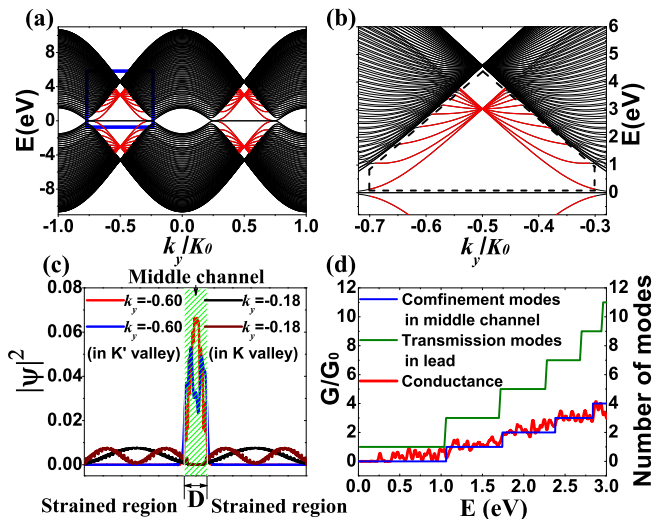 (a)
E(eV)
8
4
0
-4
-8
-1.0 -0.5 0.0 0.5 1.0
k_y/K_0
(b)
6
5
4
3
2
1
0
E(eV)
-0.7 -0.6 -0.5 -0.4 -0.3
k_y/K_0
(c)
Middle channel
0.08
0.06
0.04
0.02
0.00
|Ψ|^2
k_y=-0.60 k_y=-0.18
k_y=-0.60 k_y=-0.18
(in K' valley) (in K valley)
Strained region D Strained region
(d)
12
10
8
6
4
2
0
G/G_0
Comfinement modes
in middle channel
Transmission modes
in lead
Conductance
12
10
8
6
4
2
0
Number of modes
0.0 0.5 1.0 1.5 2.0 2.5 3.0
E (eV)